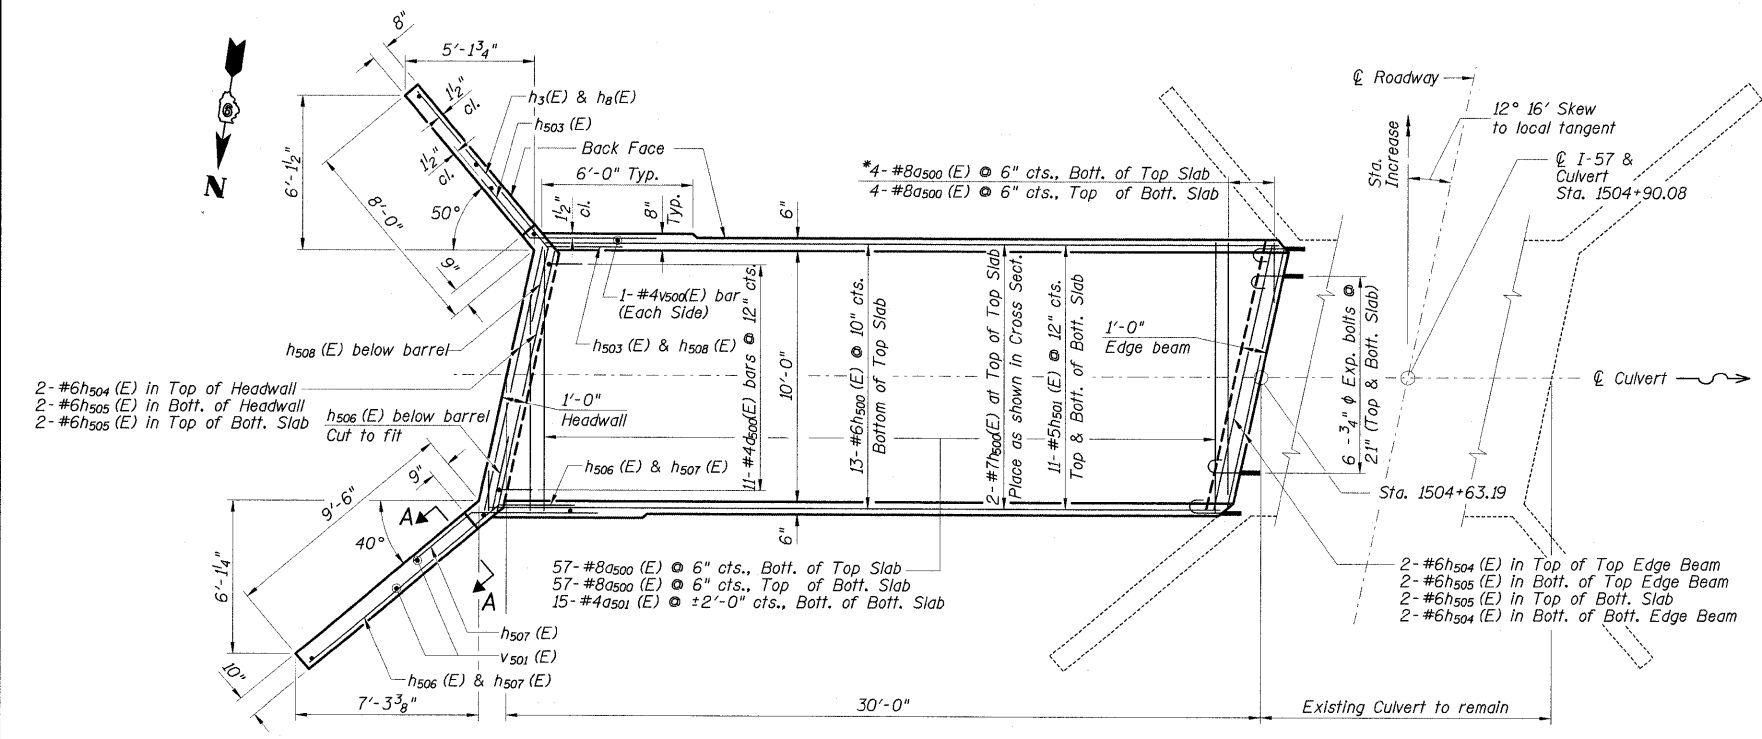 8"
5'-1¾"
1½"
cl.
h3(E) & h8(E)
h503 (E)
Back Face
6'-0" Typ.
1½"
cl.
6'-1½"
1½"
cl.
8'-0"
50°
9"
6
N
8"
Typ.
6"
*4- #8a500 (E) @ 6" cts., Bott. of Top Slab
4- #8a500 (E) @ 6" cts., Top of Bott. Slab
℄ Roadway
12° 16' Skew
to local tangent
Sta.
Increase
℄ I-57 &
Culvert
Sta. 1504+90.08
1- #4v500(E) bar
(Each Side)
h503 (E) & h508 (E)
11- #4d500(E) bars @ 12" cts.
10'-0"
13- #6h500 (E) @ 10" cts.
Bottom of Top Slab
2- #7h500(E) at Top of Top Slab
Place as shown in Cross Sect.
11- #5h501 (E) @ 12" cts.
Top & Bott. of Bott. Slab
1'-0"
Edge beam
6 - ¾" ϕ Exp. bolts @
21" (Top & Bott. Slab)
℄ Culvert
h508 (E) below barrel
2- #6h504 (E) in Top of Headwall
2- #6h505 (E) in Bott. of Headwall
2- #6h505 (E) in Top of Bott. Slab
h506 (E) below barrel
Cut to fit
1'-0"
Headwall
h506 (E) & h507 (E)
9'-6"
9"
A
A
40°
6'-1¼"
6"
57- #8a500 (E) @ 6" cts., Bott. of Top Slab
57- #8a500 (E) @ 6" cts., Top of Bott. Slab
15- #4a501 (E) @ ±2'-0" cts., Bott. of Bott. Slab
Sta. 1504+63.19
2- #6h504 (E) in Top of Top Edge Beam
2- #6h505 (E) in Bott. of Top Edge Beam
2- #6h505 (E) in Top of Bott. Slab
2- #6h504 (E) in Bott. of Bott. Edge Beam
h507 (E)
v501 (E)
h506 (E) & h507 (E)
10"
7'-3⅜"
30'-0"
Existing Culvert to remain